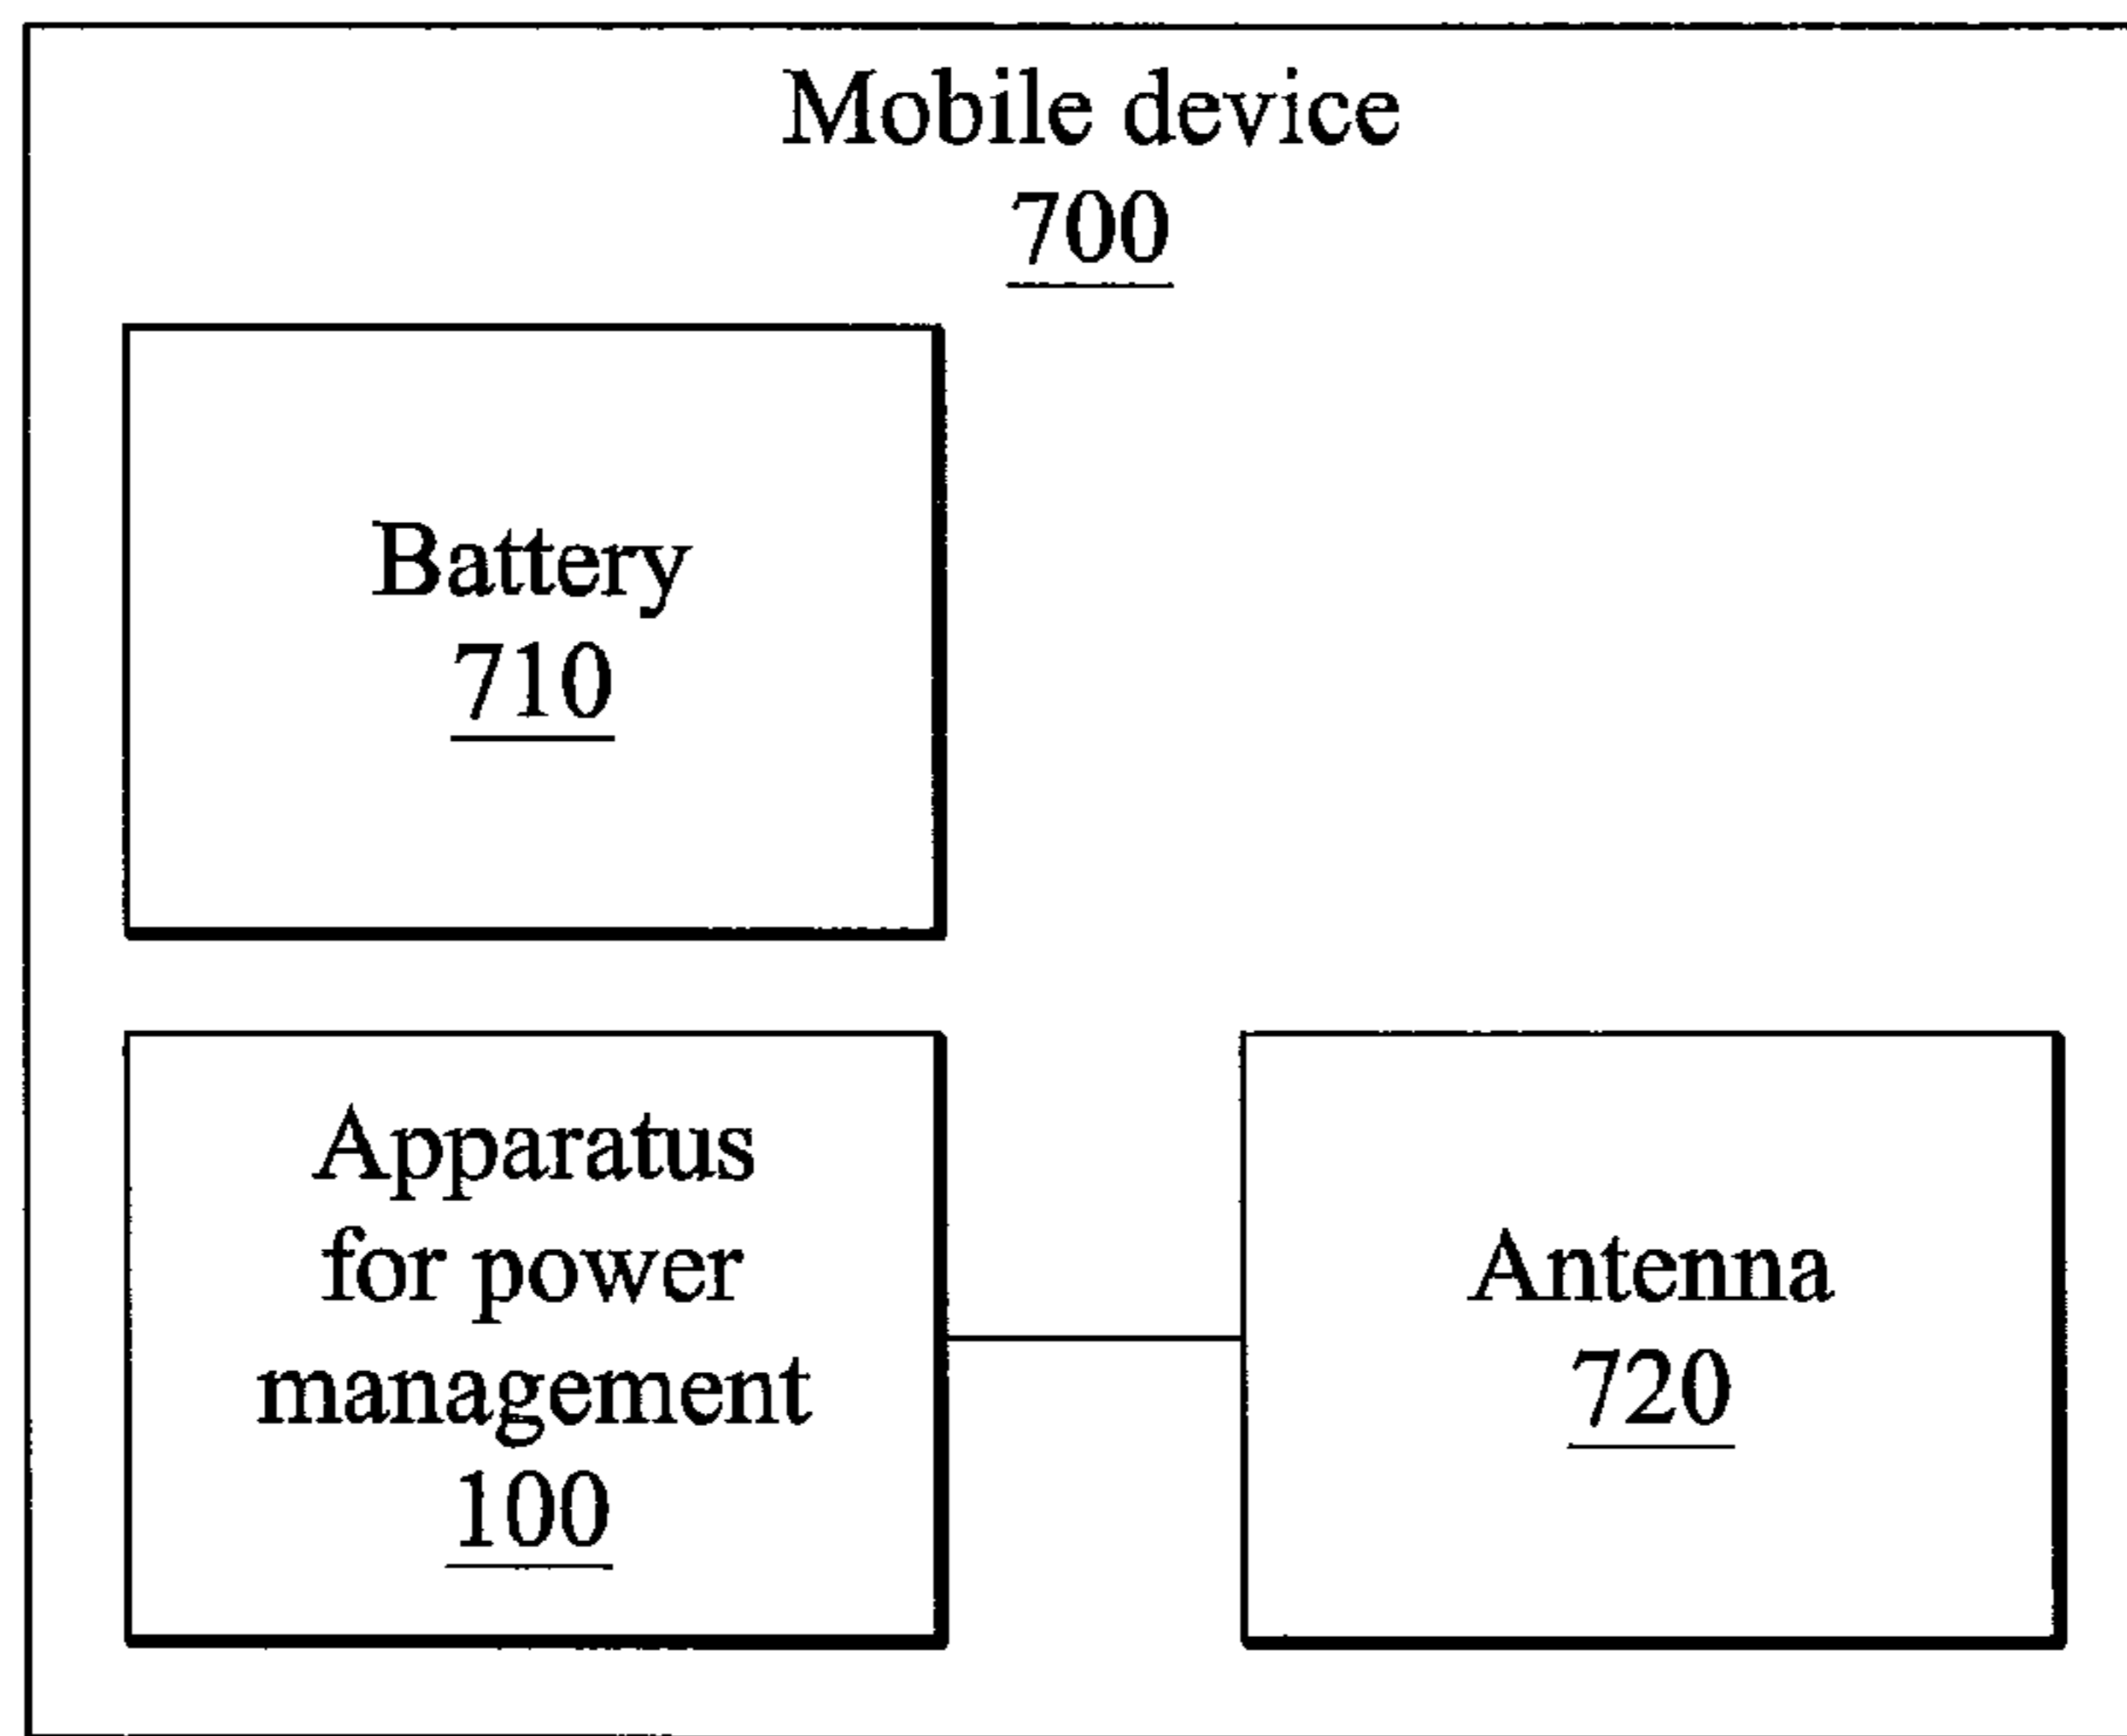 Mobile device
700
Battery
710
Apparatus
for power
management
100
Antenna
720